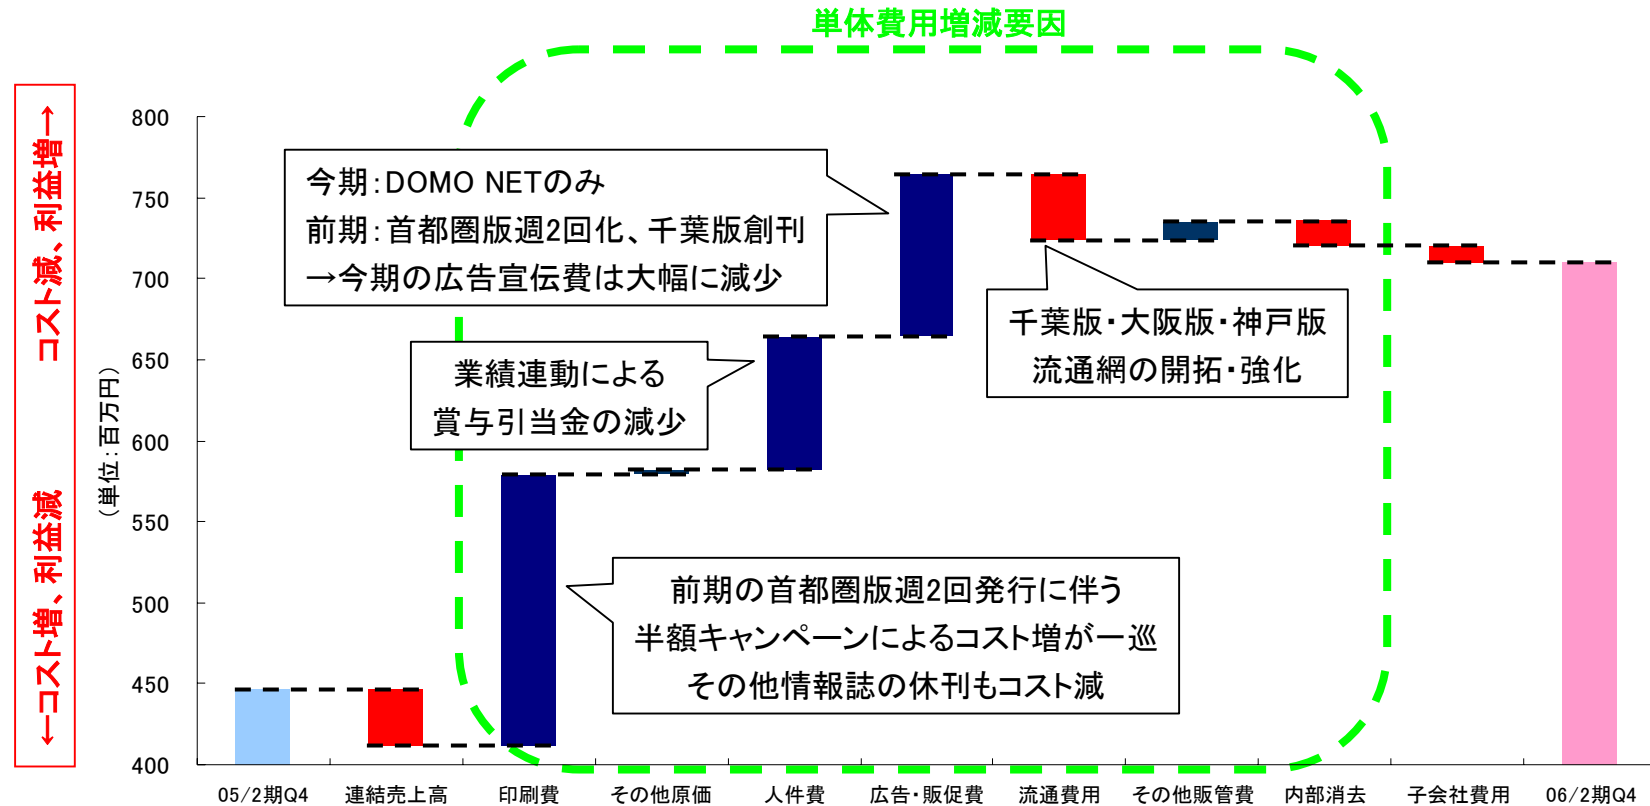 単体費用増減要因
コスト減、利益増→
←コスト増、利益減
(単位:百万円)
800
750
700
650
600
550
500
450
400
今期:DOMO NETのみ
前期:首都圏版週2回化、千葉版創刊
→今期の広告宣伝費は大幅に減少
千葉版・大阪版・神戸版
流通網の開拓・強化
業績連動による
賞与引当金の減少
前期の首都圏版週2回発行に伴う
半額キャンペーンによるコスト増が一巡
その他情報誌の休刊もコスト減
05/2期Q4
連結売上高
印刷費
その他原価
人件費
広告・販促費
流通費用
その他販管費
内部消去
子会社費用
06/2期Q4